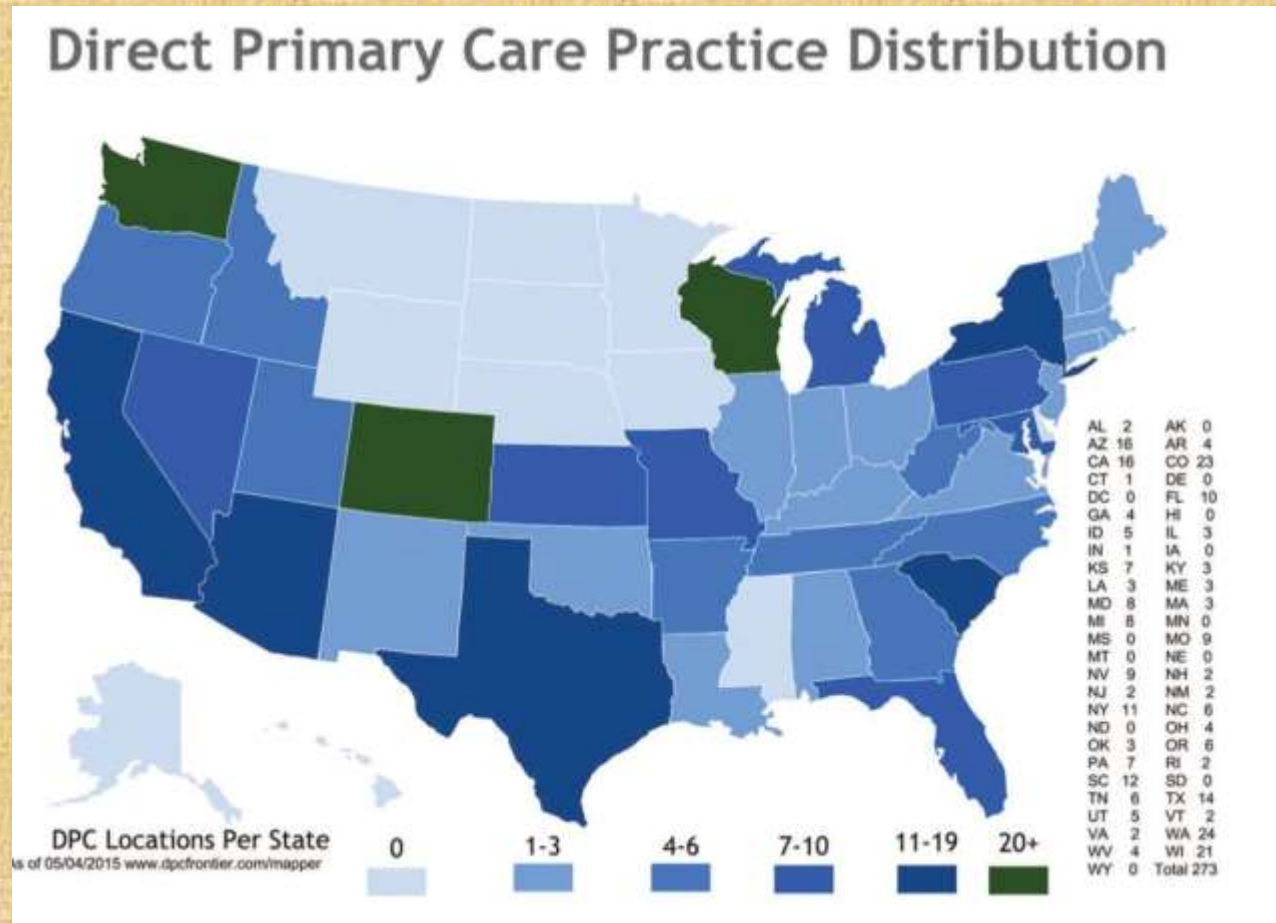 Direct Primary Care Practice Distribution
AL 2 AK 0
AZ 16 AR 4
CA 16 CO 23
CT 1 DE 0
DC 0 FL 10
GA 4 HI 0
ID 5 IL 3
IN 1 IA 0
KS 7 KY 3
LA 3 ME 3
MD 8 MA 3
MI 8 MN 0
MS 0 MO 9
MT 0 NE 0
NV 9 NH 2
NJ 2 NM 2
NY 11 NC 6
ND 0 OH 4
OK 3 OR 6
PA 7 RI 2
SC 12 SD 0
TN 6 TX 14
UT 5 VT 2
VA 2 WA 24
WV 4 WI 21
WY 0 Total 273
DPC Locations Per State
0 1-3 4-6 7-10 11-19 20+
As of 05/04/2015 www.dpcfrontier.com/mapper